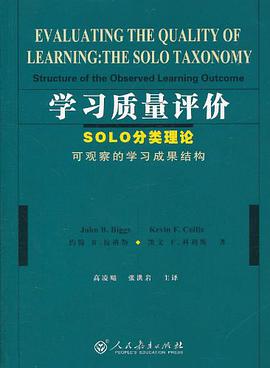 EVALUATING THE QUALITY OF
LEARNING:THE SOLO TAXONOMY
Structure of the Observed Learning Outcome
学习质量评价
SOLO分类理论
可观察的学习成果结构
John B. Biggs Kevin F. Collis
约翰 B. 彼格斯 凯文 F. 科利斯 著
高凌飚 张洪岩 主译
人民教育出版社
PEOPLE'S EDUCATION PRESS